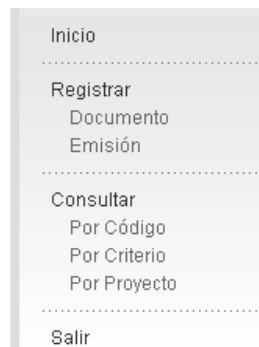 Inicio
Registrar
Documento
Emisión
Consultar
Por Código
Por Criterio
Por Proyecto
Salir